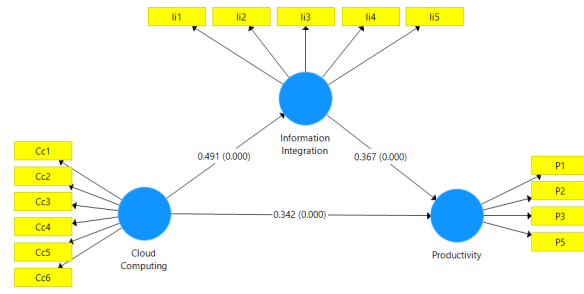 Ii1
Ii2
Ii3
Ii4
Ii5
Information
Integration
0.491 (0.000)
0.367 (0.000)
Cc1
Cc2
Cc3
Cc4
Cc5
Cc6
Cloud
Computing
0.342 (0.000)
P1
P2
P3
P5
Productivity